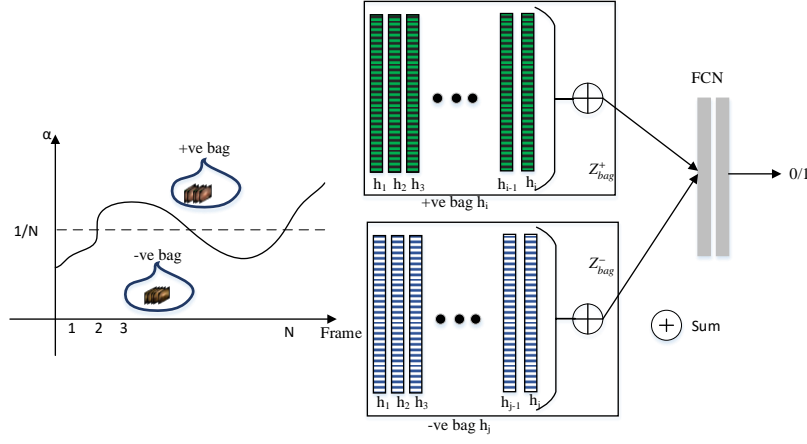 α
+ve bag
1/N
-ve bag
1 2 3 N Frame
h1 h2 h3 hi-1 hi
Z+bag
+ve bag hi
h1 h2 h3 hj-1 hj
Z-bag
-ve bag hj
FCN
0/1
+ Sum